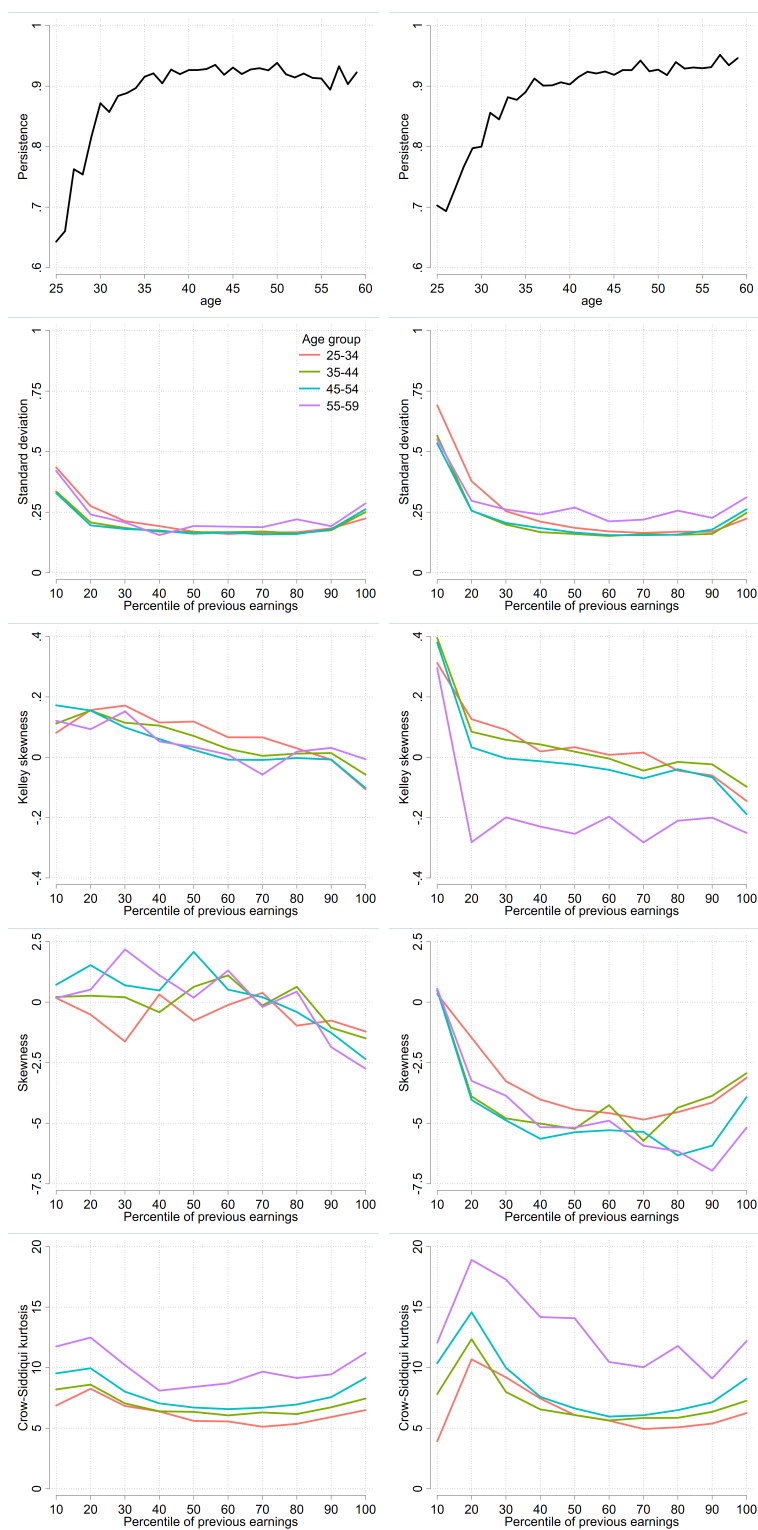 1
.9
.8
.7
.6
Persistence
25 30 35 40 45 50 55 60
age
1
.9
.8
.7
.6
Persistence
25 30 35 40 45 50 55 60
age
1
.75
.5
.25
0
Standard deviation
Age group
25-34
35-44
45-54
55-59
10 20 30 40 50 60 70 80 90 100
Percentile of previous earnings
1
.75
.5
.25
0
Standard deviation
10 20 30 40 50 60 70 80 90 100
Percentile of previous earnings
.4
.2
0
-.2
-.4
Kelley skewness
10 20 30 40 50 60 70 80 90 100
Percentile of previous earnings
.4
.2
0
-.2
-.4
Kelley skewness
10 20 30 40 50 60 70 80 90 100
Percentile of previous earnings
2.5
0
-2.5
-5
-7.5
Skewness
10 20 30 40 50 60 70 80 90 100
Percentile of previous earnings
2.5
0
-2.5
-5
-7.5
Skewness
10 20 30 40 50 60 70 80 90 100
Percentile of previous earnings
20
15
10
5
0
Crow-Siddiqui kurtosis
10 20 30 40 50 60 70 80 90 100
Percentile of previous earnings
20
15
10
5
0
Crow-Siddiqui kurtosis
10 20 30 40 50 60 70 80 90 100
Percentile of previous earnings